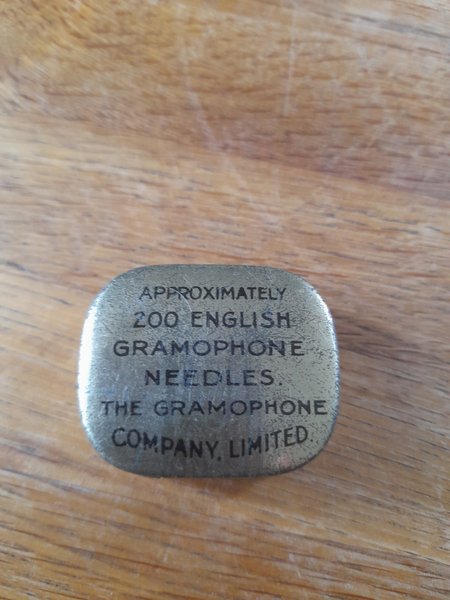 APPROXIMATELY
200 ENGLISH
GRAMOPHONE
NEEDLES.
THE GRAMOPHONE
COMPANY, LIMITED.